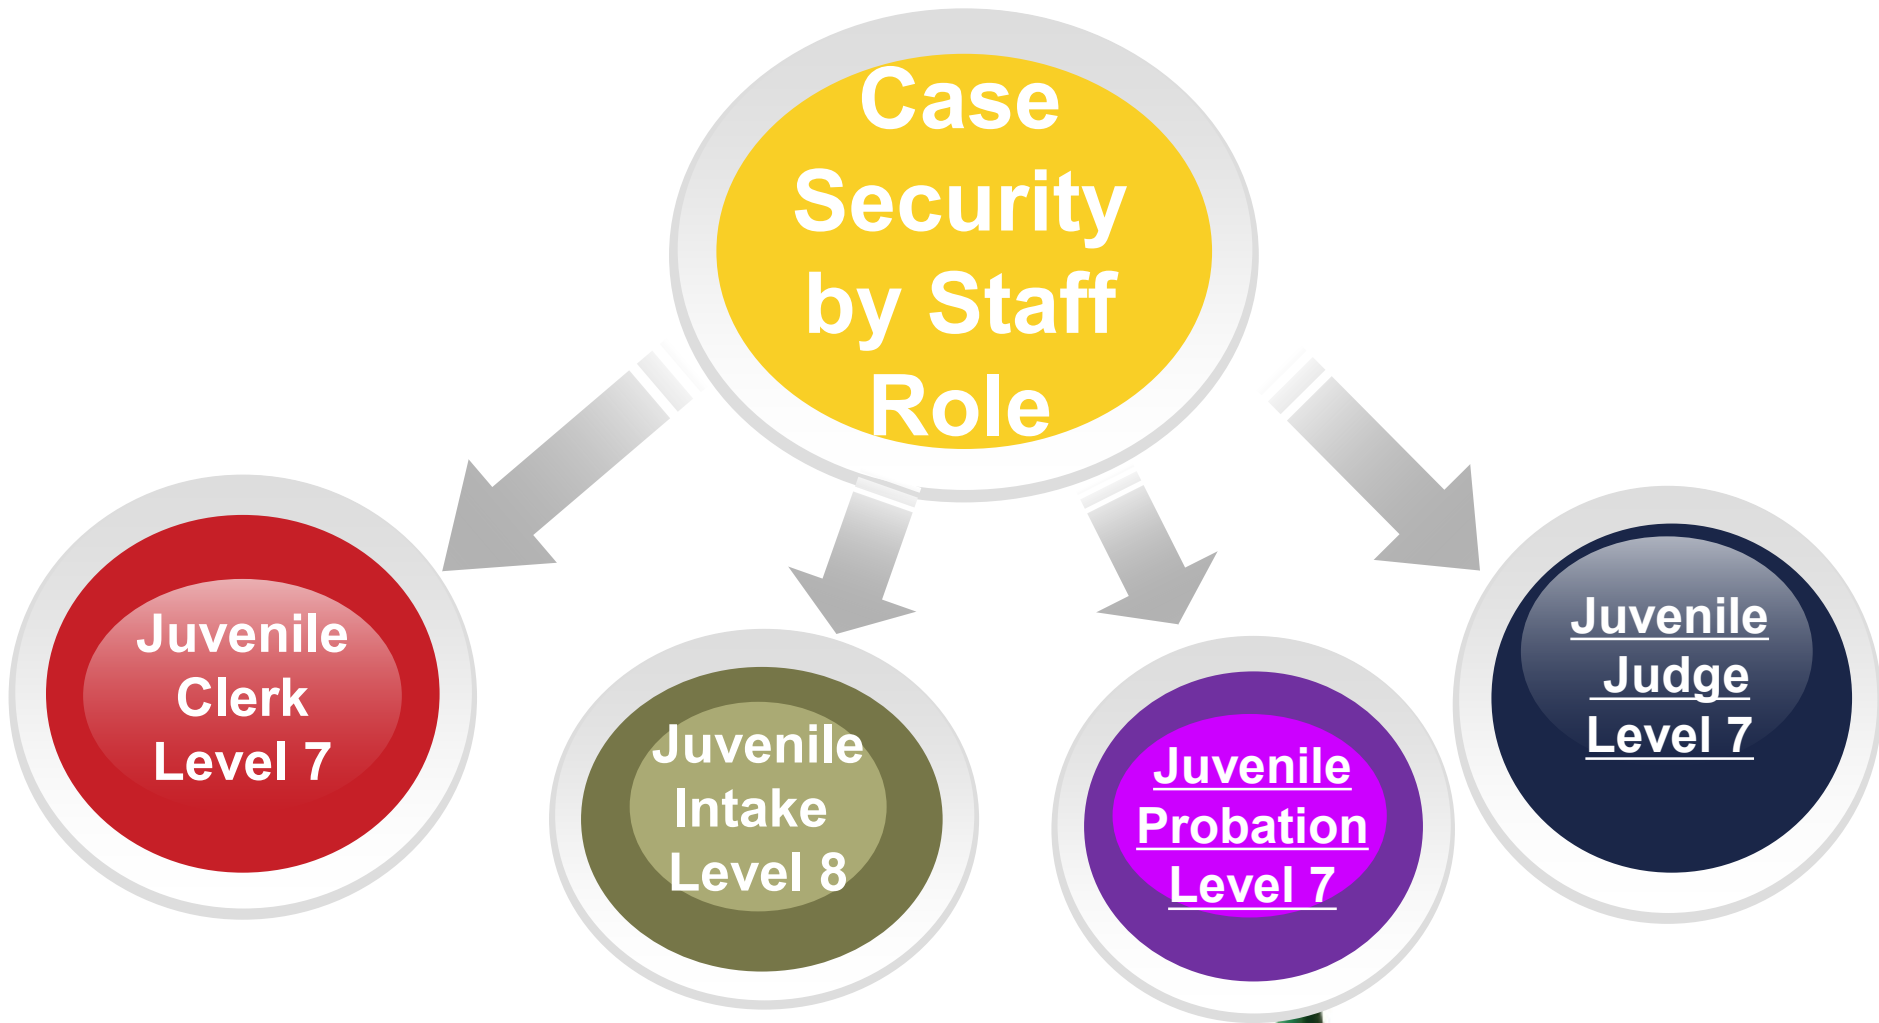 Case
Security
by Staff
Role
Juvenile
Clerk
Level 7
Juvenile
Intake
Level 8
Juvenile
Probation
Level 7
Juvenile
Judge
Level 7